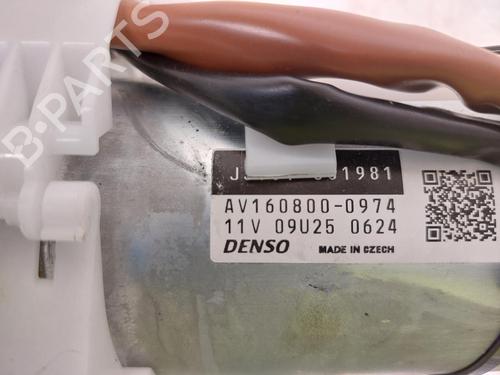 B-PARTS
1981
AV160800-0974
11V 09U25 0624
DENSO
MADE IN CZECH